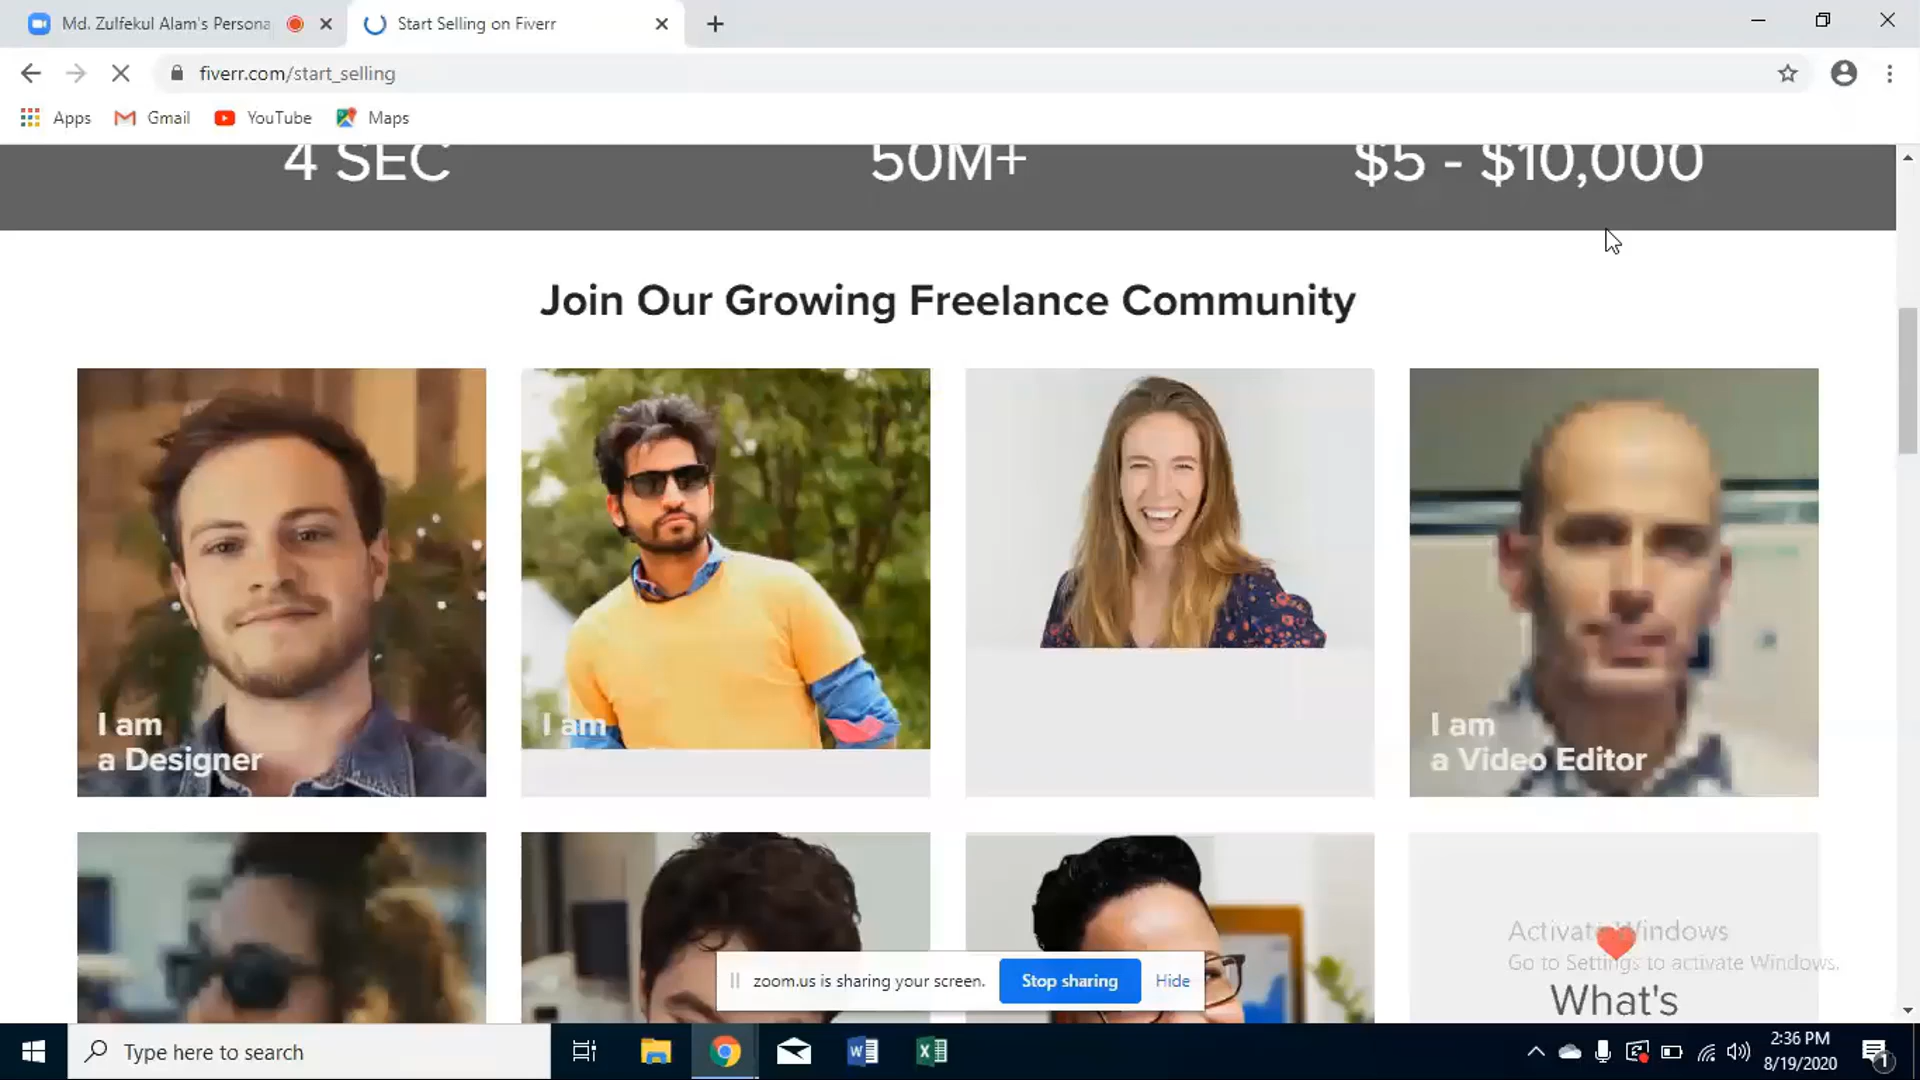 Md. Zulfekul Alam's Persona
Start Selling on Fiverr
fiverr.com/start_selling
Apps
Gmail
YouTube
Maps
4 SEC
50M+
$5 - $10,000
Join Our Growing Freelance Community
I am
a Designer
I am
I am
a Video Editor
Activate Windows
Go to Settings to activate Windows.
What's
zoom.us is sharing your screen.
Stop sharing
Hide
Type here to search
2:36 PM
8/19/2020
1